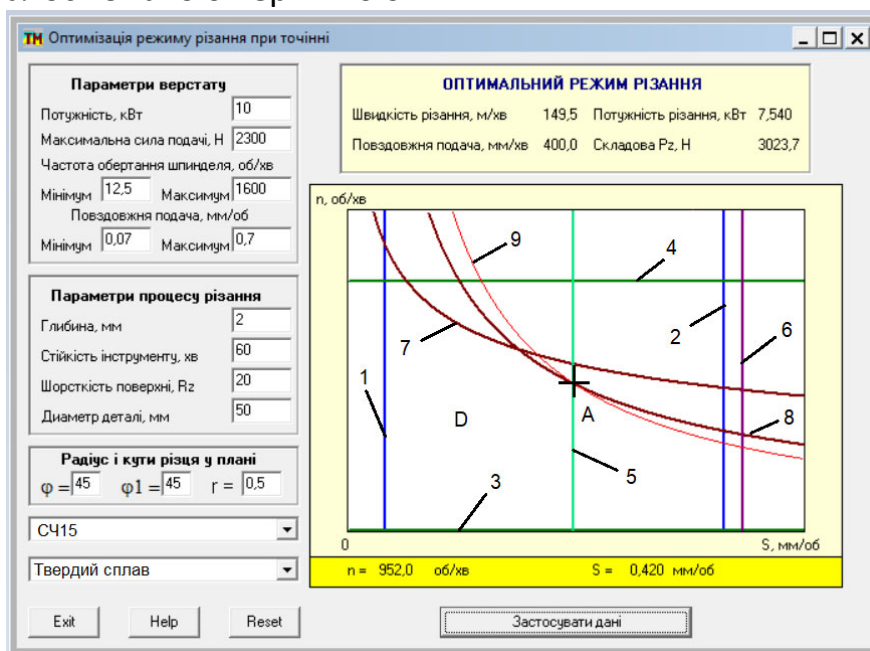 TM Оптимизація режиму різання при точінні
Параметри верстату
Потужність, кВт 10
Максимальна сила подачі, Н 2300
Частота обертання шпинделя, об/хв
Мінімум 12,5 Максимум 1600
Повздовжня подача, мм/об
Мінімум 0,07 Максимум 0,7
Параметри процесу різання
Глибина, мм 2
Стійкість інструменту, хв 60
Шорсткість поверхні, Rz 20
Диаметр деталі, мм 50
Радіус і кути різця у плані
φ = 45 φ1 = 45 r = 0,5
СЧ15
Твердий сплав
Exit Help Reset
ОПТИМАЛЬНИЙ РЕЖИМ РІЗАННЯ
Швидкість різання, м/хв 149,5 Потужність різання, кВт 7,540
Повздовжня подача, мм/хв 400,0 Складова Pz, Н 3023,7
n, об/хв
9
4
7
2
6
1
A
D
8
3
5
0 S, мм/об
n = 952,0 об/хв S = 0,420 мм/об
Застосувати дані